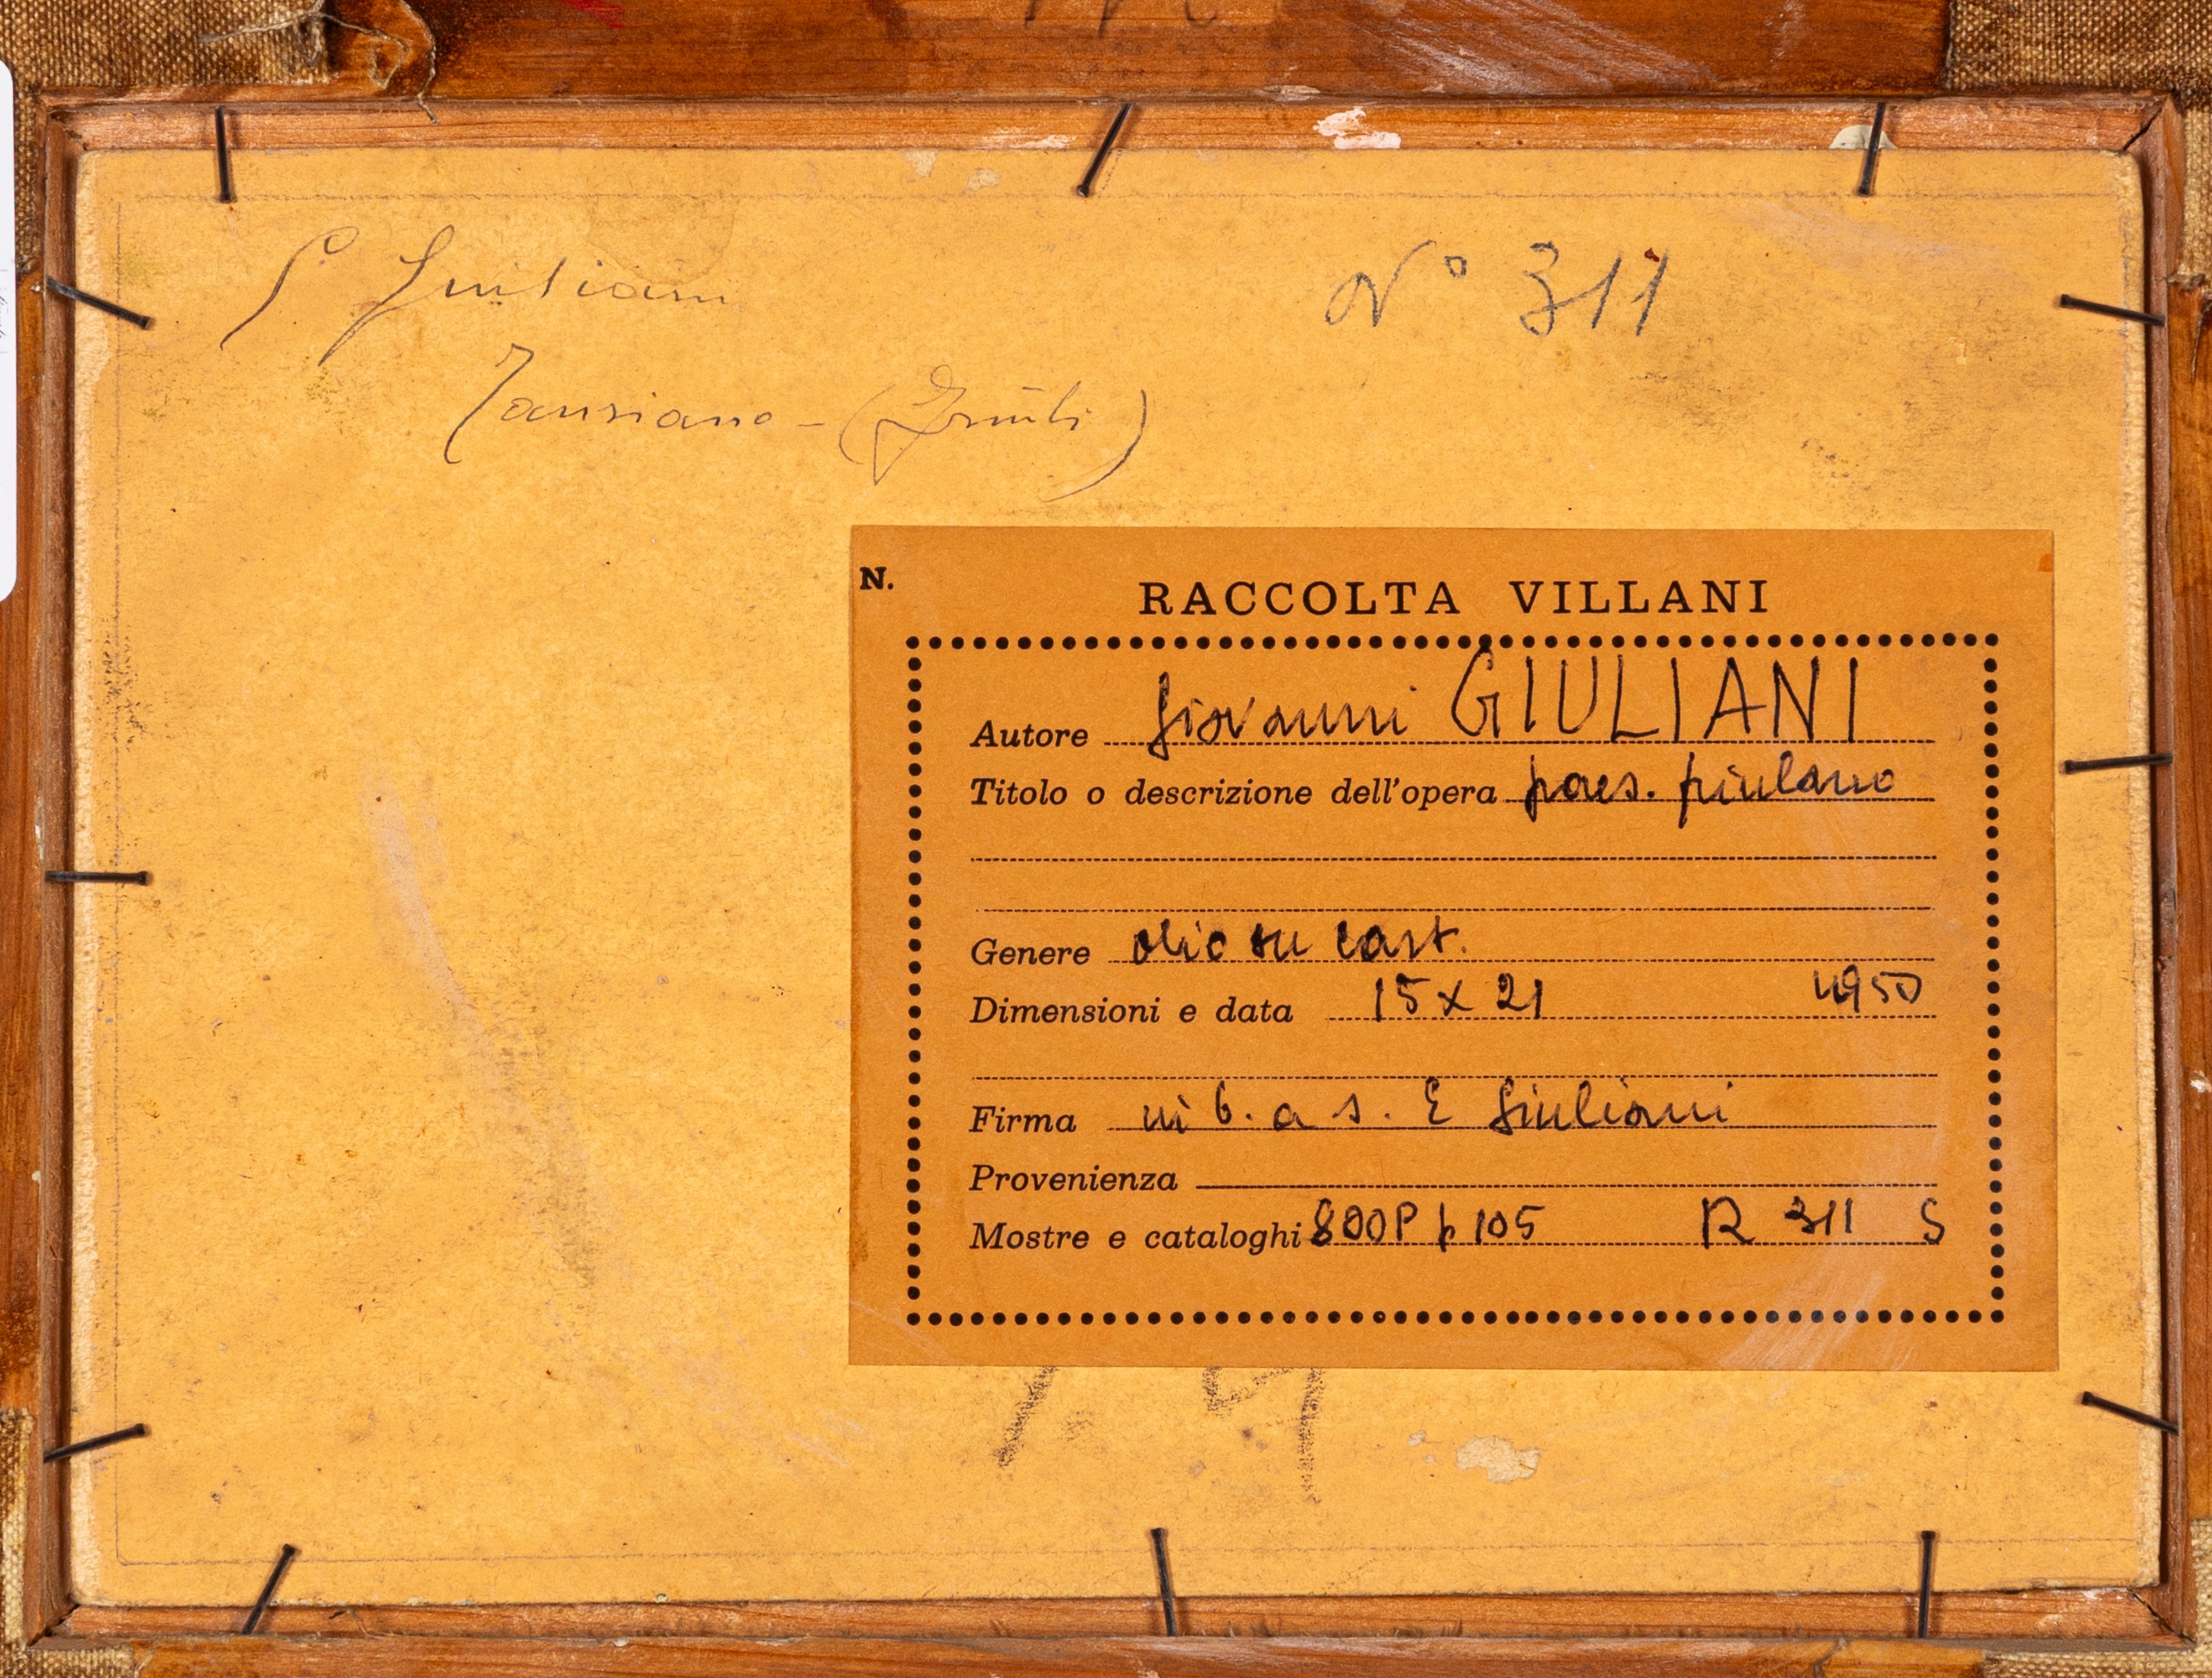 Giuliani
N° 311
(Friuli)
N.
RACCOLTA VILLANI
Autore Giovanni GIULIANI
Titolo o descrizione dell'opera paes. friulano
Genere olio su cart.
Dimensioni e data 15 x 21 1950
Firma in b. a s. E Giuliani
Provenienza
Mostre e cataloghi 800P p 105 R 311 S